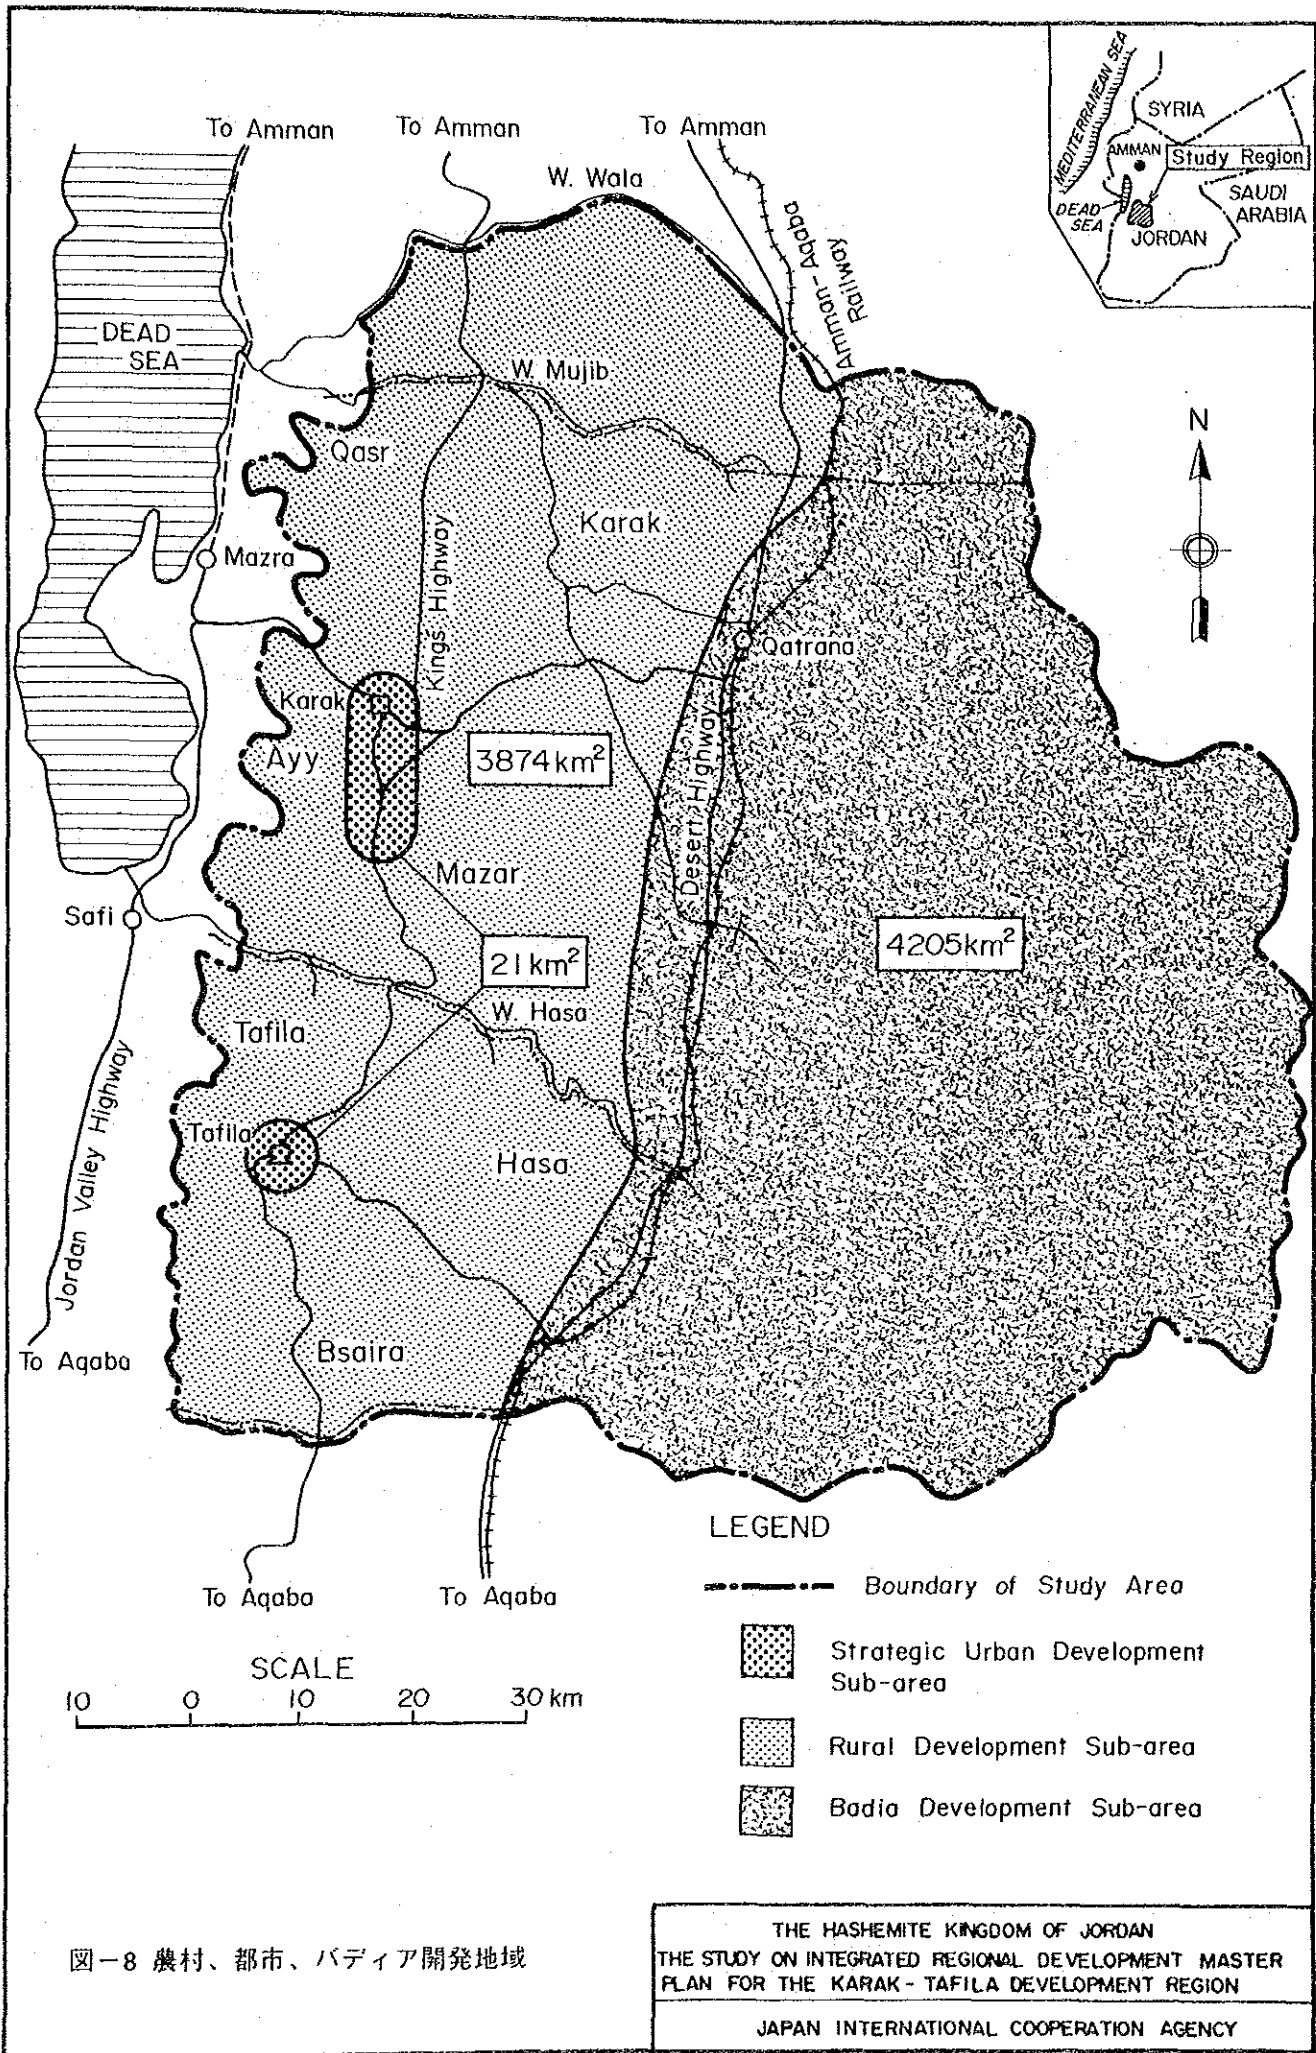 MEDITERRANEAN SEA
SYRIA
AMMAN
Study Region
DEAD
SEA
SAUDI
ARABIA
JORDAN
To Amman
To Amman
To Amman
W. Wala
Amman-Aqaba
Railway
DEAD
SEA
W. Mujib
Qasr
N
Karak
Mazra
Kings Highway
Qatrana
Karak
Ayy
3874km²
Desert Highway
Mazar
Safi
4205km²
21km²
W. Hasa
Tafila
Jordan Valley Highway
Tafila
Hasa
Bsaira
To Aqaba
To Aqaba
To Aqaba
LEGEND
Boundary of Study Area
Strategic Urban Development
Sub-area
Rural Development Sub-area
Badia Development Sub-area
SCALE
10 0 10 20 30 km
図-8 農村、都市、バディア開発地域
THE HASHEMITE KINGDOM OF JORDAN
THE STUDY ON INTEGRATED REGIONAL DEVELOPMENT MASTER
PLAN FOR THE KARAK - TAFILA DEVELOPMENT REGION
JAPAN INTERNATIONAL COOPERATION AGENCY